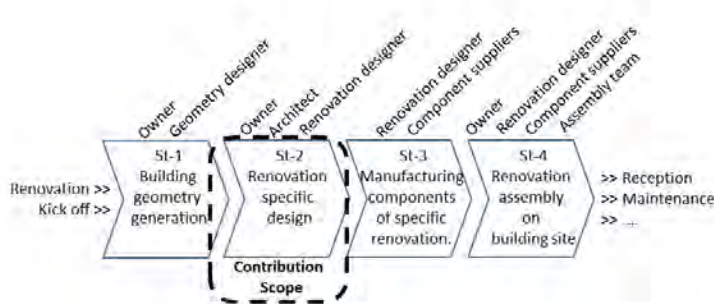 Owner
Geometry designer
Owner
Architect
Renovation designer
Renovation designer
Component suppliers
Owner
Renovation designer
Component suppliers
Assembly team
Renovation >>
Kick off >>
St-1
Building
geometry
generation
St-2
Renovation
specific
design
St-3
Manufacturing
components
of specific
renovation.
St-4
Renovation
assembly
on
building site
>> Reception
>> Maintenance
>> ...
Contribution
Scope